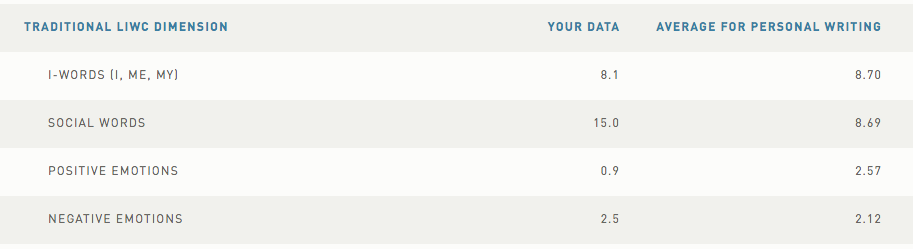 TRADITIONAL LIWC DIMENSION YOUR DATA AVERAGE FOR PERSONAL WRITING
I-WORDS (I, ME, MY) 8.1 8.70
SOCIAL WORDS 15.0 8.69
POSITIVE EMOTIONS 0.9 2.57
NEGATIVE EMOTIONS 2.5 2.12